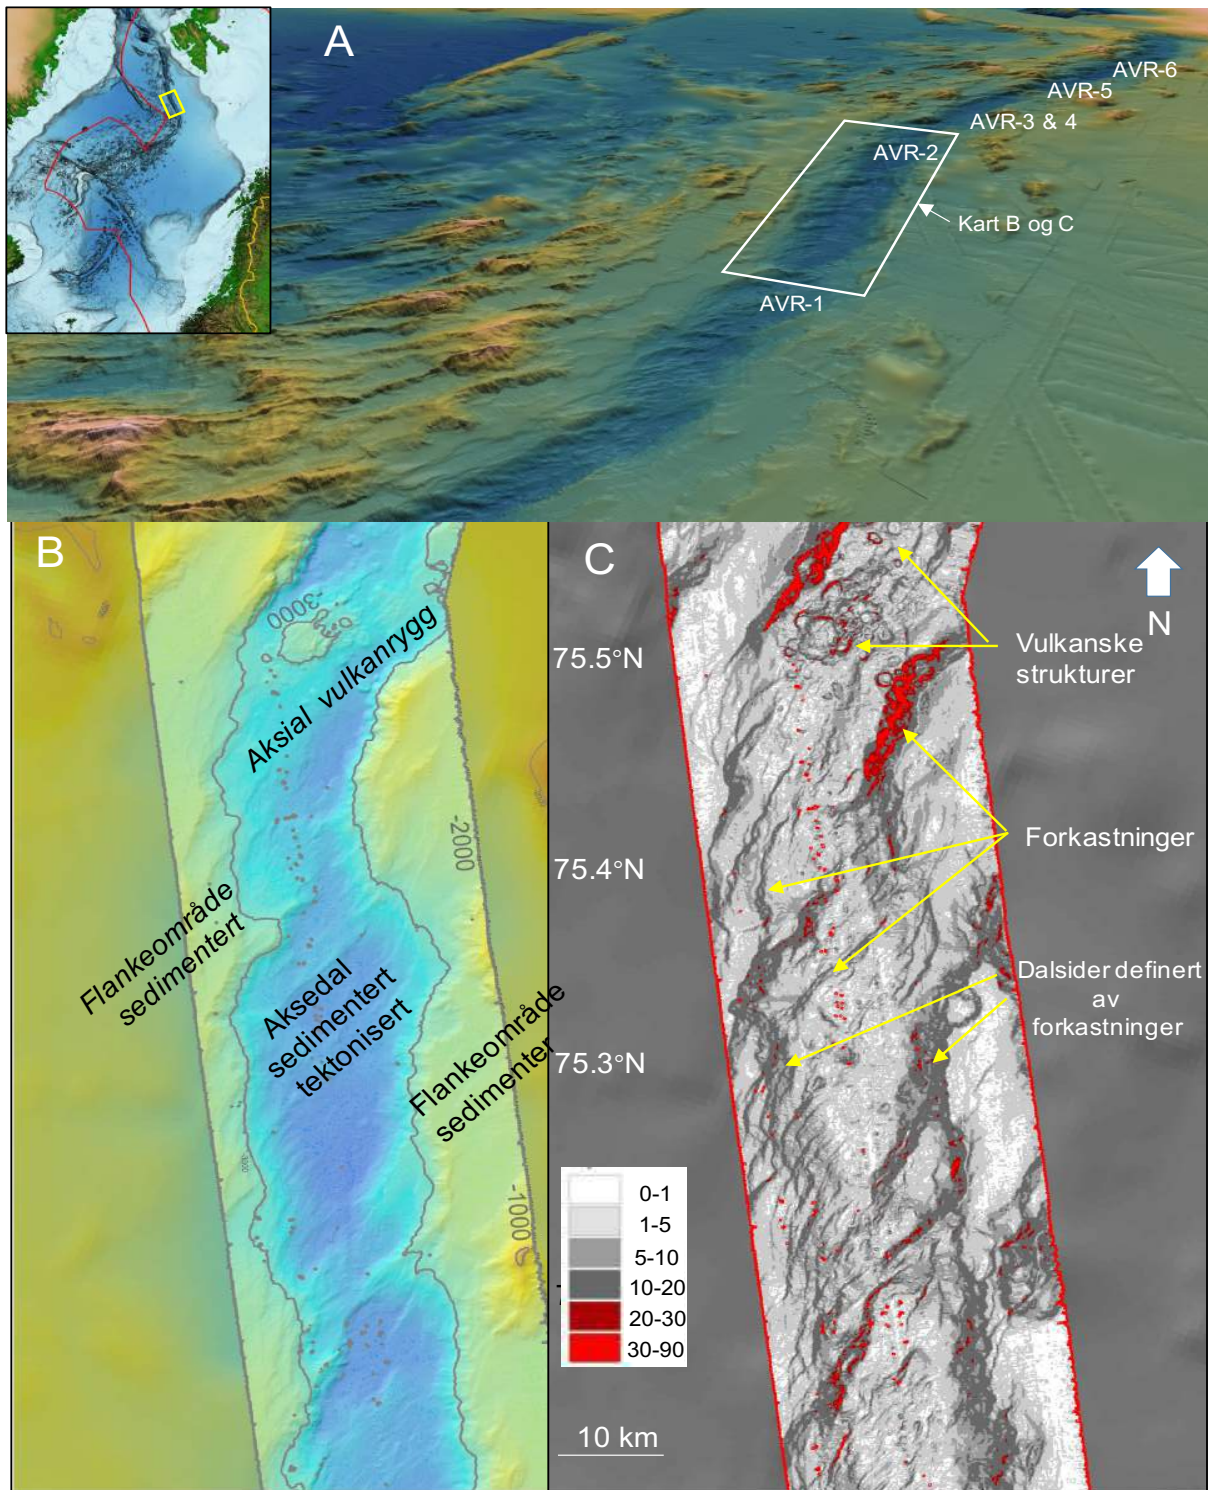 A
AVR-6
AVR-5
AVR-3 & 4
AVR-2
Kart B og C
AVR-1
B
-3000
Aksial vulkanrygg
-2000
Flankeområde
sedimentert
Aksedal
sedimentert
tektonisert
Flankeområde
sedimenter
-3000
-1000
C
N
75.5°N
Vulkanske
strukturer
75.4°N
Forkastninger
Dalsider definert
av
forkastninger
75.3°N
0-1
1-5
5-10
10-20
20-30
30-90
10 km